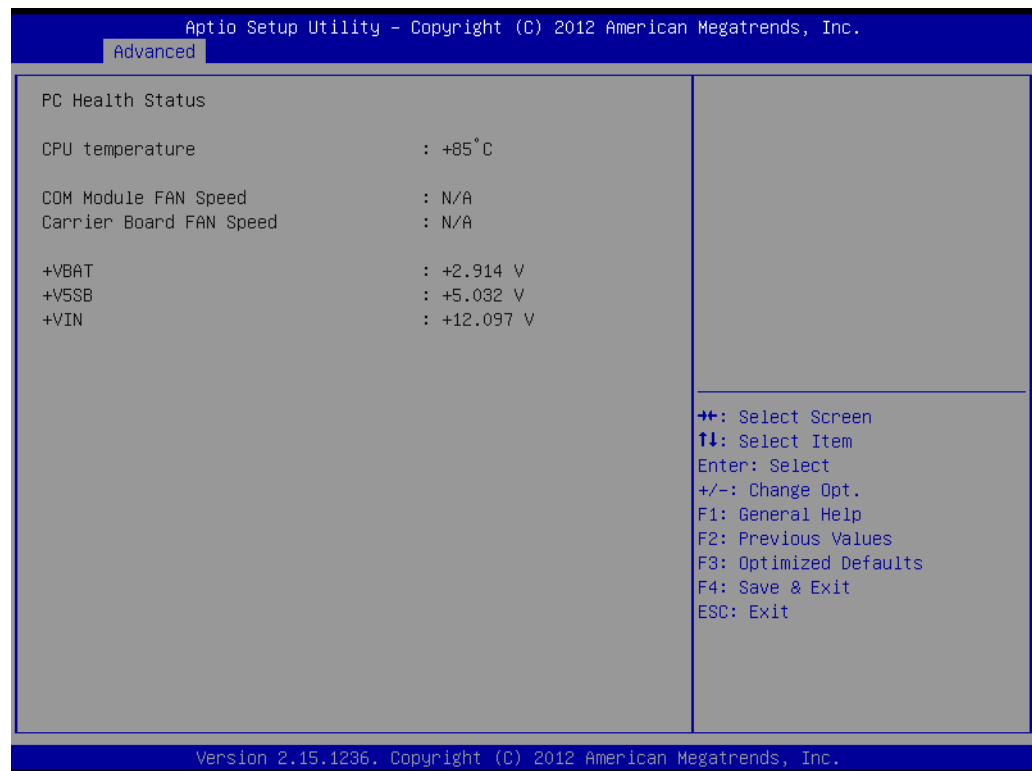 Aptio Setup Utility – Copyright (C) 2012 American Megatrends, Inc.
Advanced
PC Health Status
CPU temperature : +85°C
COM Module FAN Speed : N/A
Carrier Board FAN Speed : N/A
+VBAT : +2.914 V
+V5SB : +5.032 V
+VIN : +12.097 V
→←: Select Screen
↑↓: Select Item
Enter: Select
+/-: Change Opt.
F1: General Help
F2: Previous Values
F3: Optimized Defaults
F4: Save & Exit
ESC: Exit
Version 2.15.1236. Copyright (C) 2012 American Megatrends, Inc.